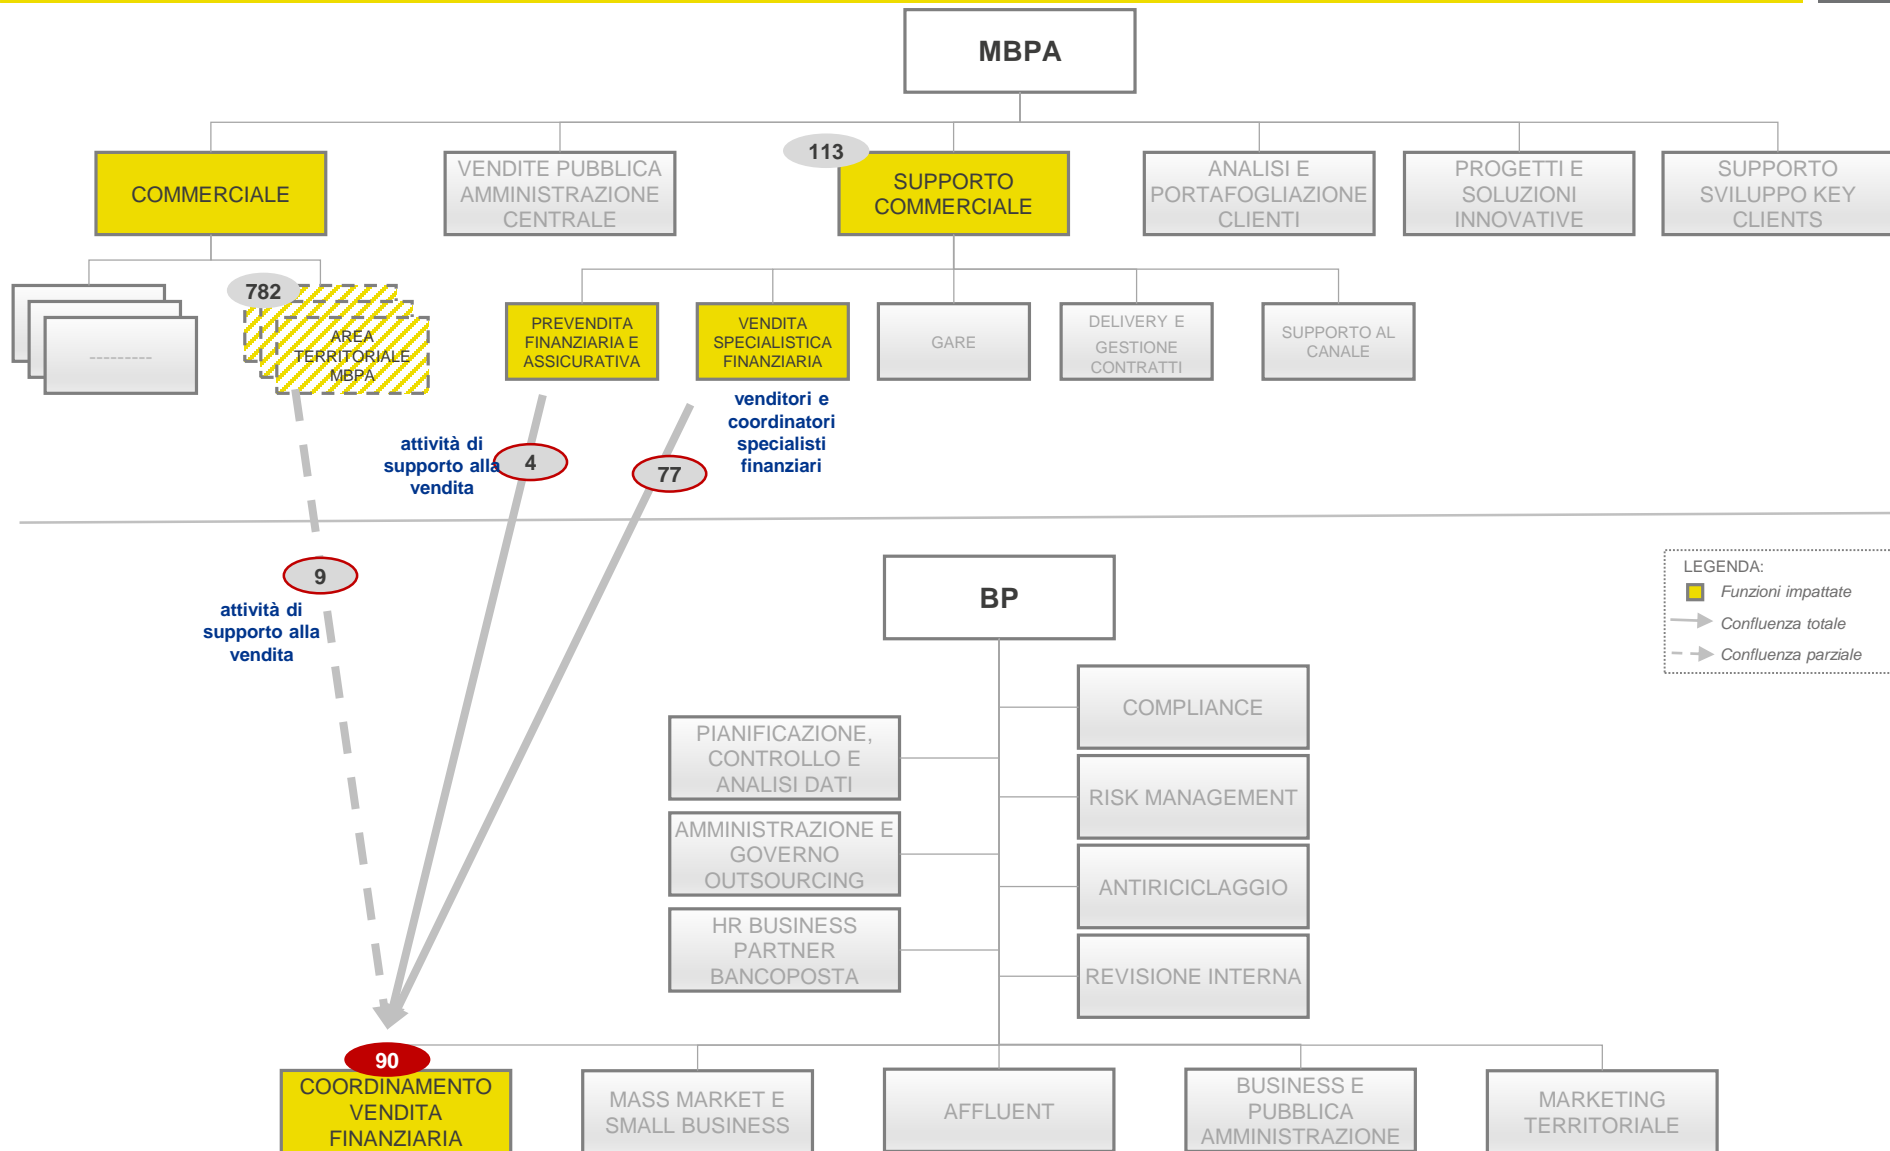 MBPA
COMMERCIALE
VENDITE PUBBLICA
AMMINISTRAZIONE
CENTRALE
113
SUPPORTO
COMMERCIALE
ANALISI E
PORTAFOGLIAZIONE
CLIENTI
PROGETTI E
SOLUZIONI
INNOVATIVE
SUPPORTO
SVILUPPO KEY
CLIENTS
---------
782
AREA
TERRITORIALE
MBPA
PREVENDITA
FINANZIARIA E
ASSICURATIVA
VENDITA
SPECIALISTICA
FINANZIARIA
GARE
DELIVERY E
GESTIONE
CONTRATTI
SUPPORTO AL
CANALE
attività di
supporto alla
vendita
4
77
venditori e
coordinatori
specialisti
finanziari
9
attività di
supporto alla
vendita
BP
LEGENDA:
Funzioni impattate
Confluenza totale
Confluenza parziale
PIANIFICAZIONE,
CONTROLLO E
ANALISI DATI
COMPLIANCE
AMMINISTRAZIONE E
GOVERNO
OUTSOURCING
RISK MANAGEMENT
HR BUSINESS
PARTNER
BANCOPOSTA
ANTIRICICLAGGIO
REVISIONE INTERNA
90
COORDINAMENTO
VENDITA
FINANZIARIA
MASS MARKET E
SMALL BUSINESS
AFFLUENT
BUSINESS E
PUBBLICA
AMMINISTRAZIONE
MARKETING
TERRITORIALE